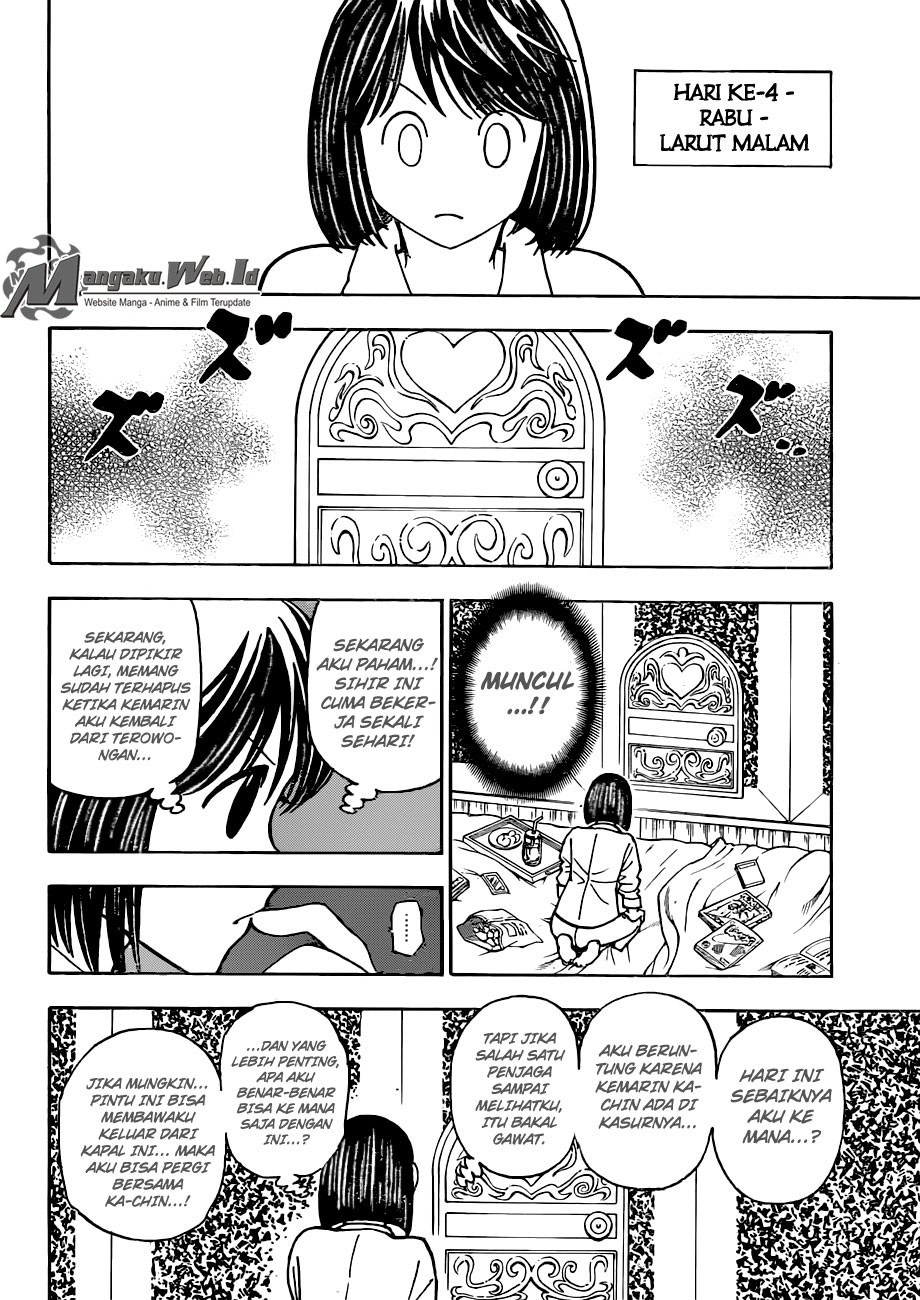 HARI KE-4 -
RABU -
LARUT MALAM
Mangaku.Web.Id
Website Manga - Anime & Film Terupdate
ズ
ズ
ズ
ズ...
MUNCUL
...!!
SEKARANG
AKU PAHAM...!
SIHIR INI
CUMA BEKER-
JA SEKALI
SEHARI!
SEKARANG,
KALAU DIPIKIR
LAGI, MEMANG
SUDAH TERHAPUS
KETIKA KEMARIN
AKU KEMBALI
DARI TEROWO-
NGAN...
......
HARI INI
SEBAIKNYA
AKU KE
MANA...?
AKU BERUN-
TUNG KARENA
KEMARIN KA-
CHIN ADA DI
KASURNYA...
TAPI JIKA
SALAH SATU
PENJAGA
SAMPAI
MELIHATKU,
ITU BAKAL
GAWAT.
...DAN YANG
LEBIH PENTING,
APA AKU
BENAR-BENAR
BISA KE MANA
SAJA DENGAN
INI...?
JIKA MUNGKIN...
PINTU INI BISA
MEMBAWAKU
KELUAR DARI
KAPAL INI... MAKA
AKU BISA PERGI
BERSAMA
KA-CHIN...!